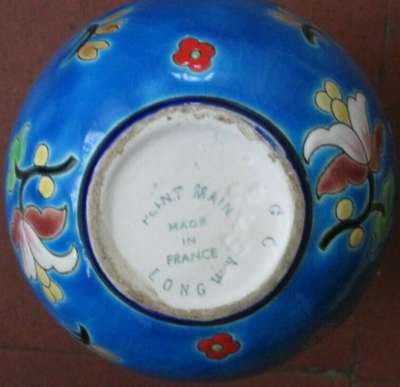 PEINT MAIN
MADE
IN
FRANCE
LONGWY
G C